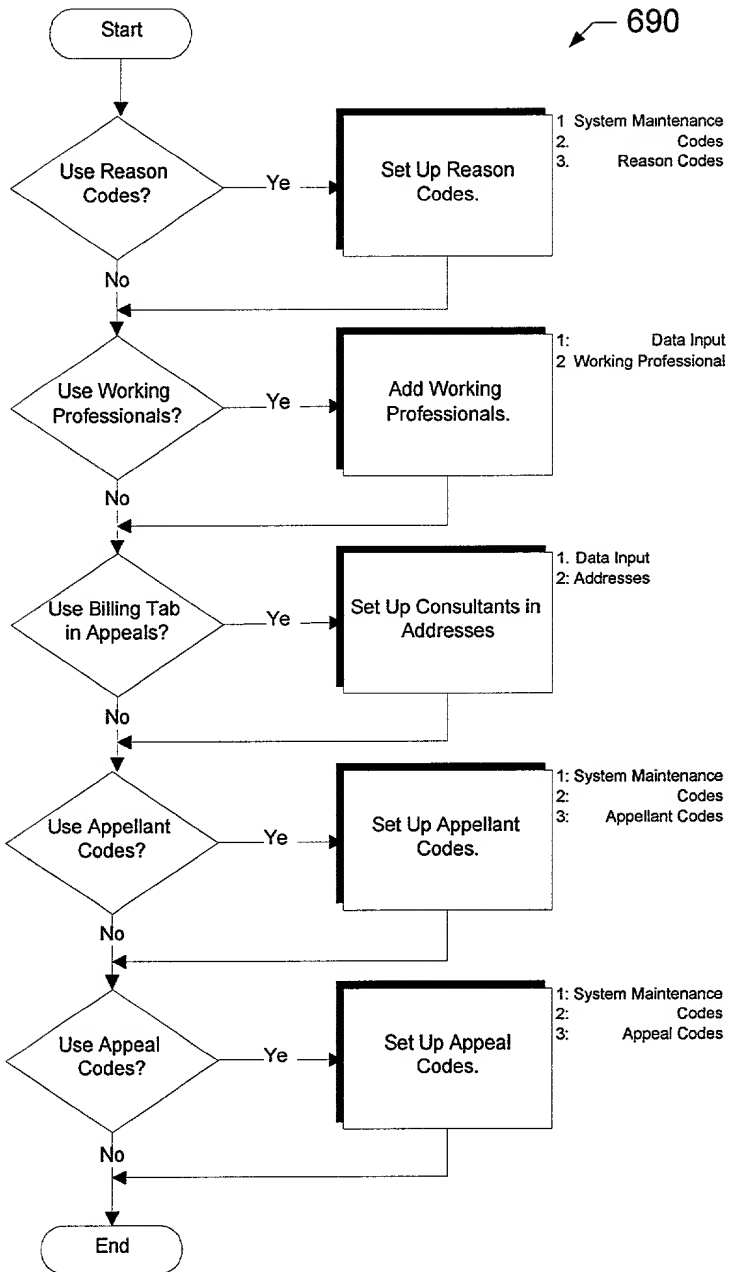 Start
690
Use Reason
Codes?
Ye
Set Up Reason
Codes.
1 System Maintenance
2. Codes
3. Reason Codes
No
Use Working
Professionals?
Ye
Add Working
Professionals.
1: Data Input
2 Working Professional
No
Use Billing Tab
in Appeals?
Ye
Set Up Consultants in
Addresses
1. Data Input
2: Addresses
No
Use Appellant
Codes?
Ye
Set Up Appellant
Codes.
1: System Maintenance
2: Codes
3: Appellant Codes
No
Use Appeal
Codes?
Ye
Set Up Appeal
Codes.
1: System Maintenance
2: Codes
3: Appeal Codes
No
End